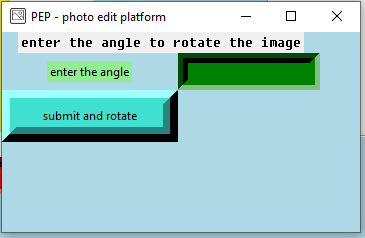 PEP - photo edit platform
enter the angle to rotate the image
enter the angle
submit and rotate